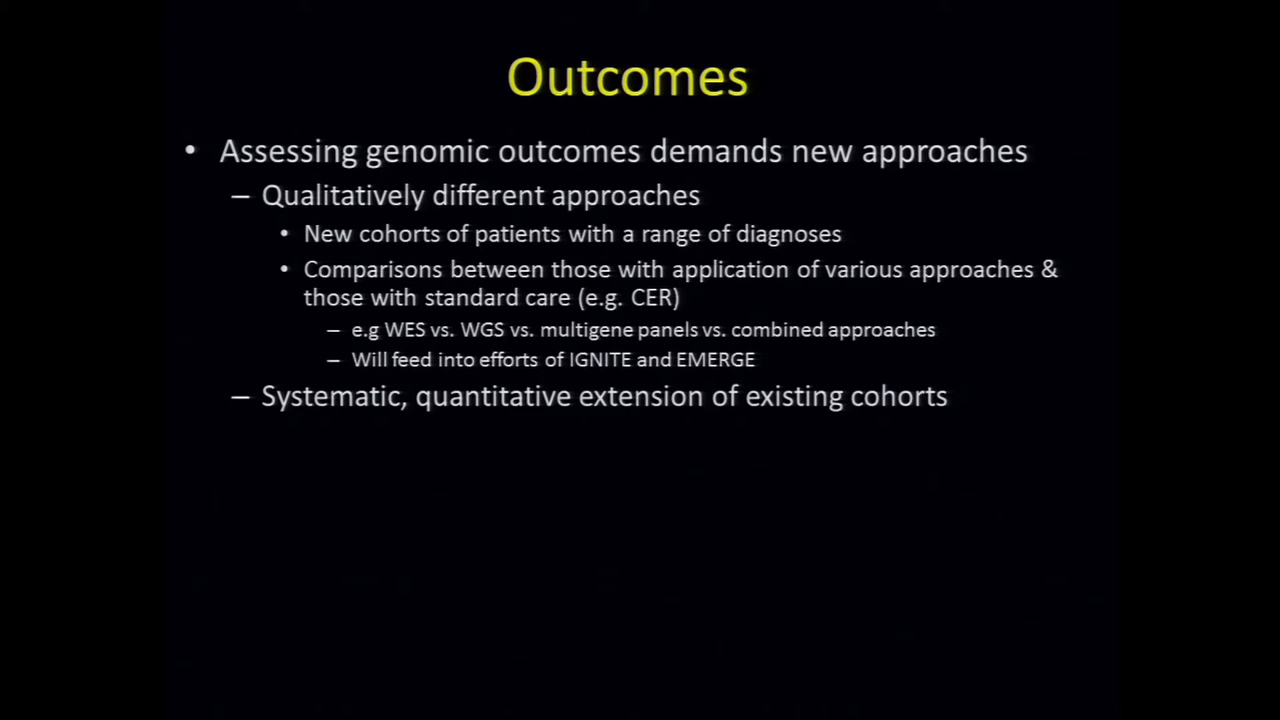 Outcomes
• Assessing genomic outcomes demands new approaches
– Qualitatively different approaches
• New cohorts of patients with a range of diagnoses
• Comparisons between those with application of various approaches &
those with standard care (e.g. CER)
– e.g WES vs. WGS vs. multigene panels vs. combined approaches
– Will feed into efforts of IGNITE and EMERGE
– Systematic, quantitative extension of existing cohorts